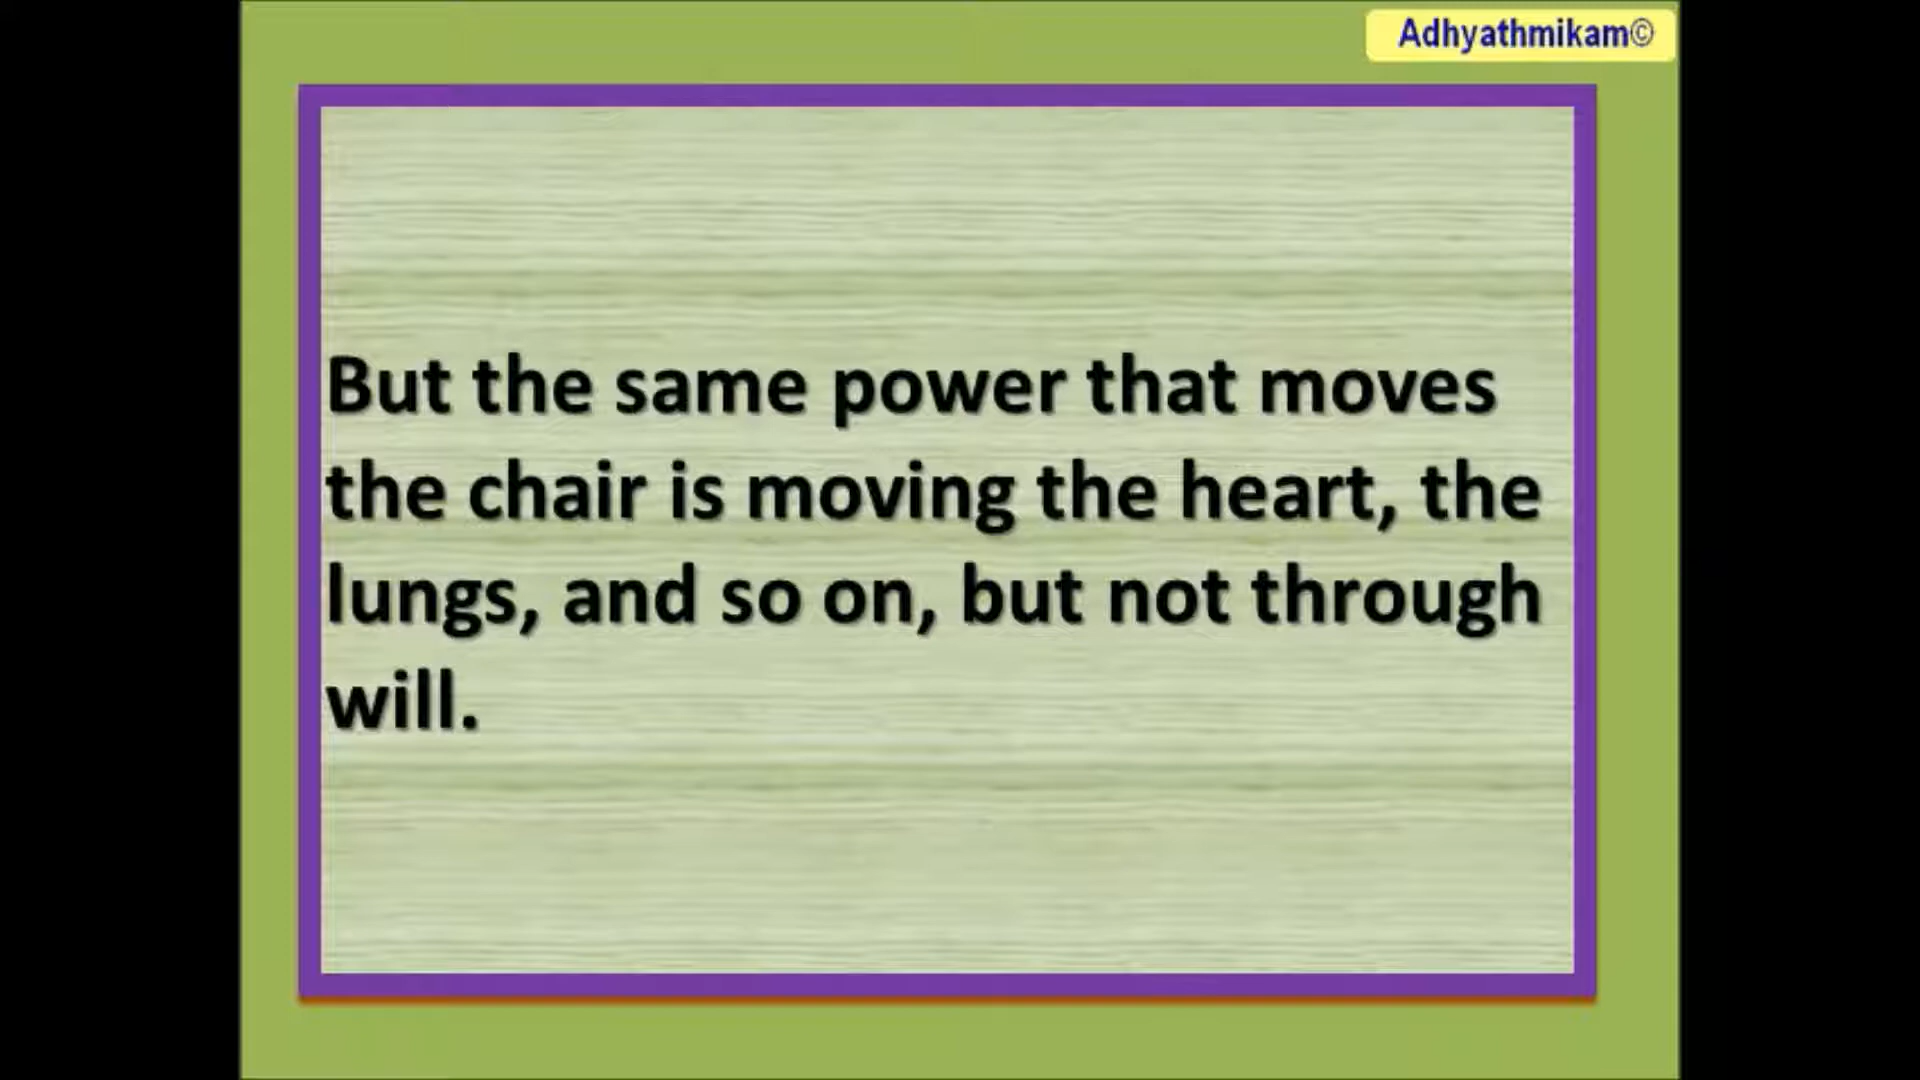 Adhyathmikam©
But the same power that moves
the chair is moving the heart, the
lungs, and so on, but not through
will.